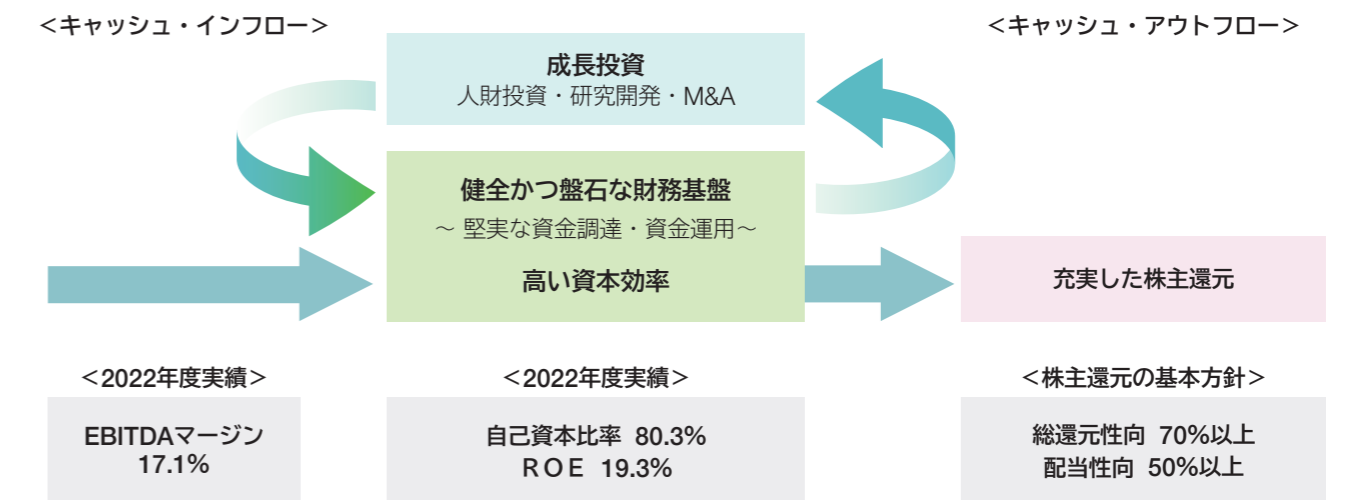 ＜キャッシュ・インフロー＞
＜キャッシュ・アウトフロー＞
成長投資
人財投資・研究開発・M&A
健全かつ盤石な財務基盤
～ 堅実な資金調達・資金運用～
高い資本効率
充実した株主還元
＜2022年度実績＞
EBITDAマージン
17.1%
＜2022年度実績＞
自己資本比率 80.3%
ＲＯＥ 19.3%
＜株主還元の基本方針＞
総還元性向 70%以上
配当性向 50%以上